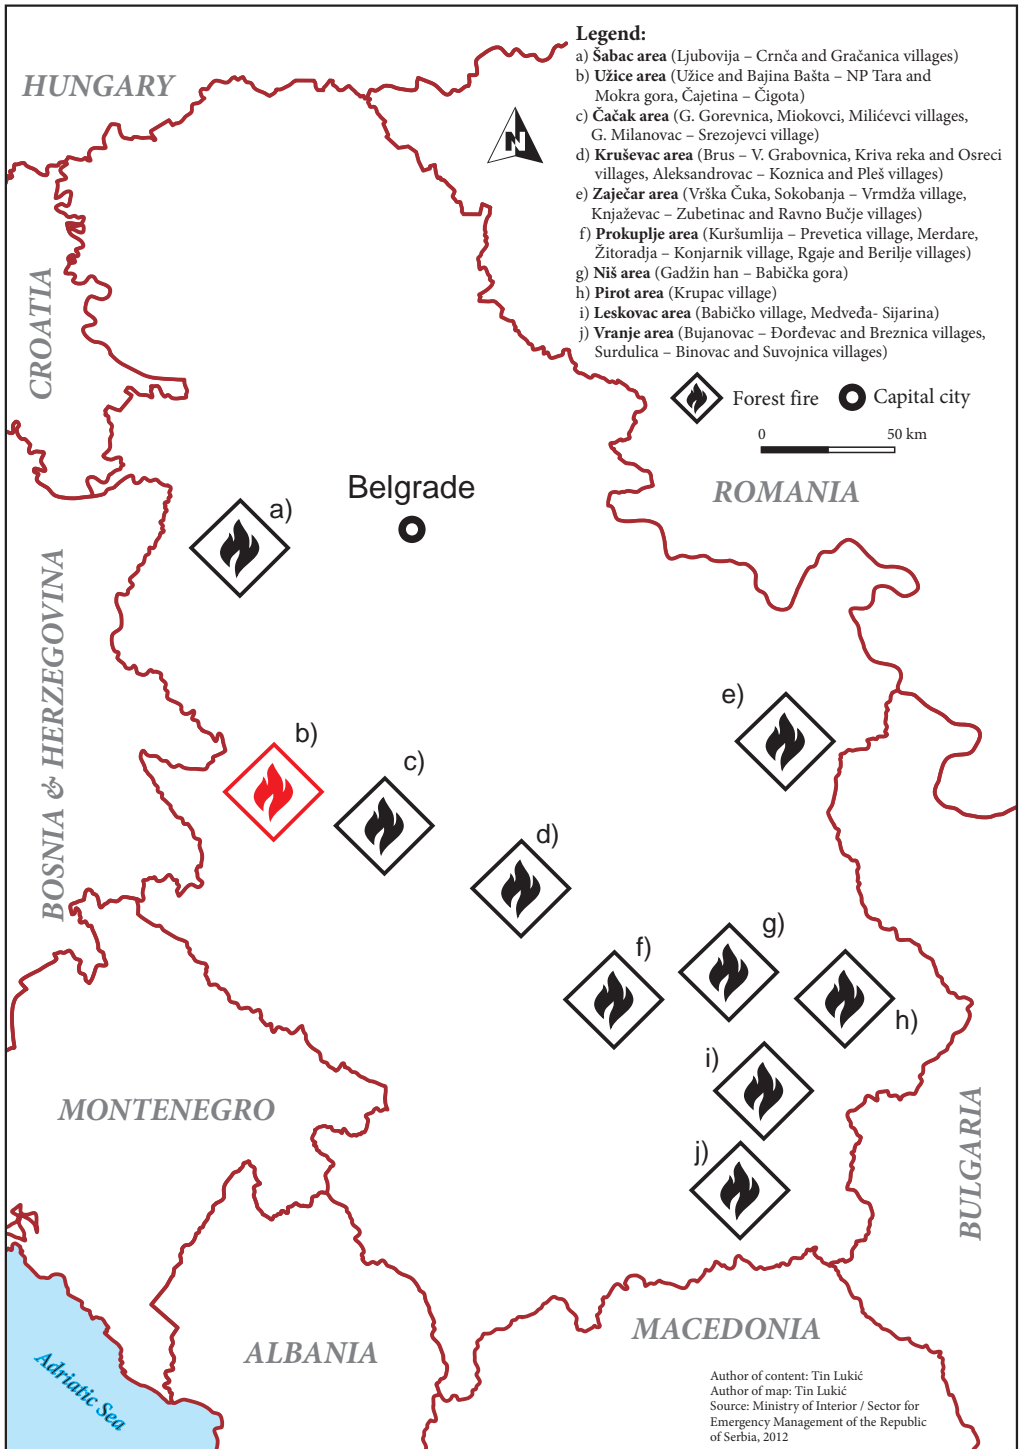 Legend:
a) Šabac area (Ljubovija – Crnča and Gračanica villages)
b) Užice area (Užice and Bajina Bašta – NP Tara and
Mokra gora, Čajetina – Čigota)
c) Čačak area (G. Gorevnica, Miokovci, Milićevci villages,
G. Milanovac – Srezojevci village)
d) Kruševac area (Brus – V. Grabovnica, Kriva reka and Osreci
villages, Aleksandrovac – Koznica and Pleš villages)
e) Zaječar area (Vrška Čuka, Sokobanja – Vrmdža village,
Knjaževac – Zubetinac and Ravno Bučje villages)
f) Prokuplje area (Kuršumlija – Prevetica village, Merdare,
Žitoradja – Konjarnik village, Rgaje and Berilje villages)
g) Niš area (Gadžin han – Babička gora)
h) Pirot area (Krupac village)
i) Leskovac area (Babičko village, Medveđa- Sijarina)
j) Vranje area (Bujanovac – Đorđevac and Breznica villages,
Surdulica – Binovac and Suvojnica villages)
Forest fire
Capital city
0 50 km
N
HUNGARY
CROATIA
ROMANIA
BOSNIA & HERZEGOVINA
Belgrade
a)
b)
c)
d)
e)
f)
g)
h)
i)
j)
MONTENEGRO
BULGARIA
ALBANIA
MACEDONIA
Adriatic Sea
Author of content: Tin Lukić
Author of map: Tin Lukić
Source: Ministry of Interior / Sector for
Emergency Management of the Republic
of Serbia, 2012